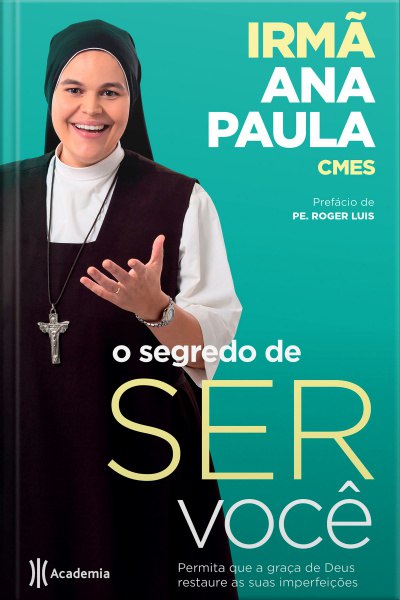 IRMÃ
ANA
PAULA
CMES
Prefácio de
PE. ROGER LUIS
o segredo de
SER
você
Permita que a graça de Deus
restaure as suas imperfeições
Academia